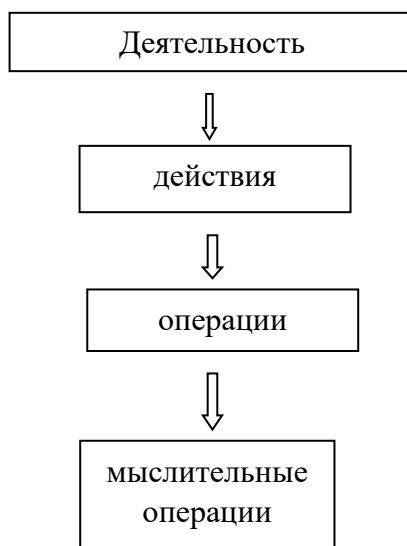 Деятельность
действия
операции
мыслительные
операции